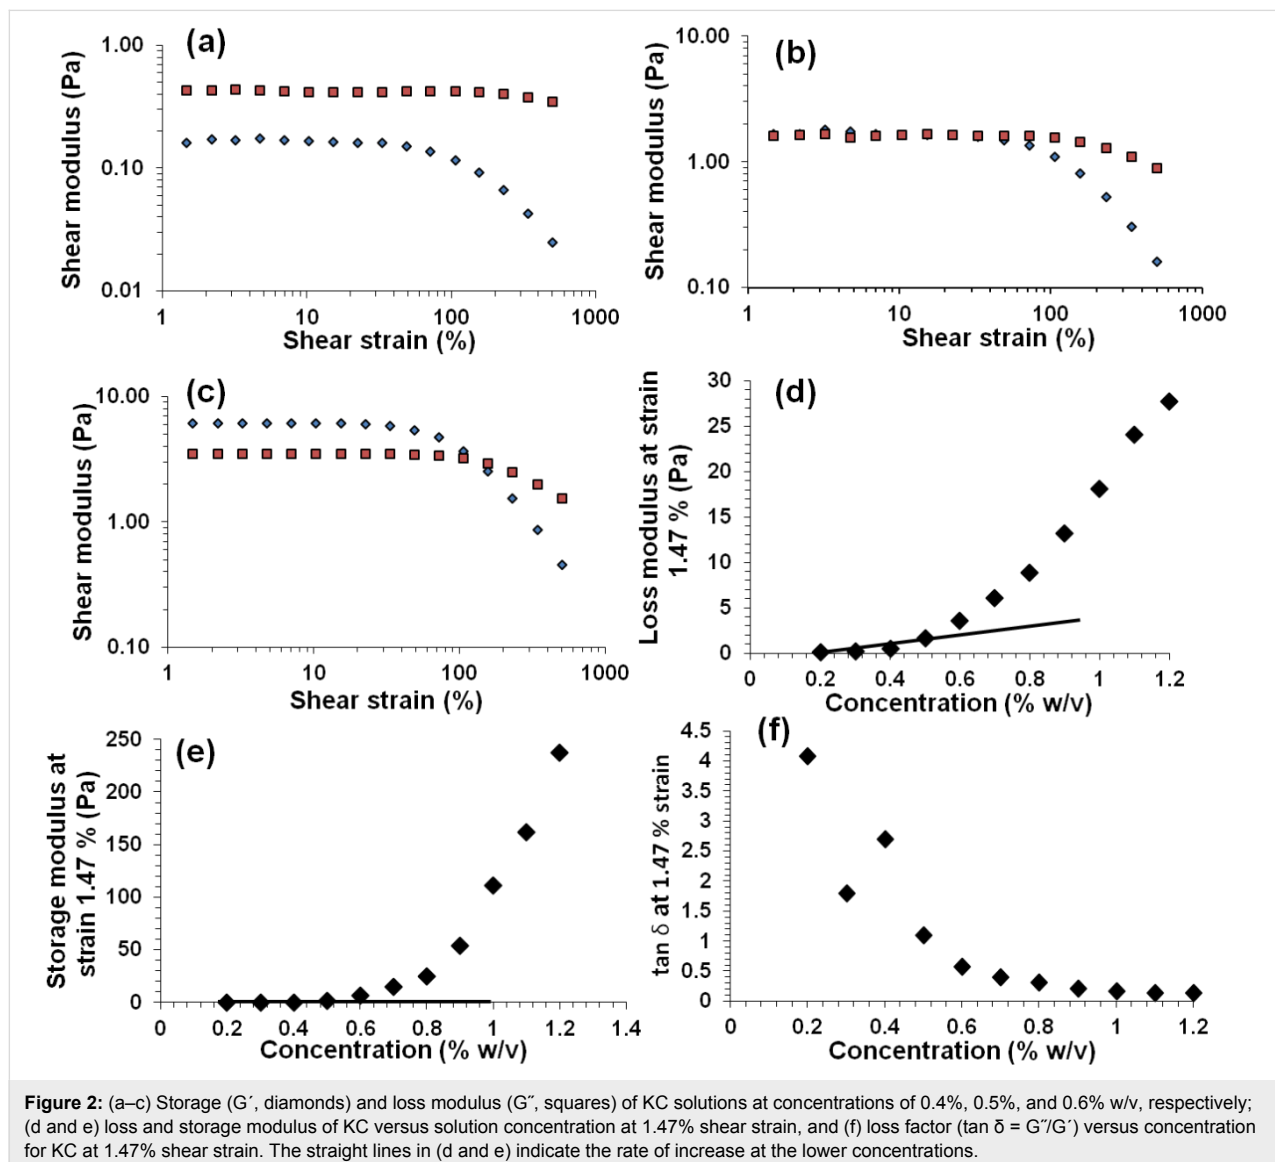 (a)
1.00
0.10
0.01
Shear modulus (Pa)
1
10
100
1000
Shear strain (%)
(b)
10.00
1.00
0.10
Shear modulus (Pa)
1
10
100
1000
Shear strain (%)
(c)
10.00
1.00
0.10
Shear modulus (Pa)
1
10
100
1000
Shear strain (%)
(d)
30
25
20
15
10
5
0
Loss modulus at strain
1.47 % (Pa)
0
0.2
0.4
0.6
0.8
1
1.2
Concentration (% w/v)
(e)
250
200
150
100
50
0
Storage modulus at
strain 1.47 % (Pa)
0
0.2
0.4
0.6
0.8
1
1.2
1.4
Concentration (% w/v)
(f)
4.5
4
3.5
3
2.5
2
1.5
1
0.5
0
tan δ at 1.47 % strain
0
0.2
0.4
0.6
0.8
1
1.2
Concentration (% w/v)
Figure 2: (a–c) Storage (G´, diamonds) and loss modulus (G˝, squares) of KC solutions at concentrations of 0.4%, 0.5%, and 0.6% w/v, respectively;
(d and e) loss and storage modulus of KC versus solution concentration at 1.47% shear strain, and (f) loss factor (tan δ = G˝/G´) versus concentration
for KC at 1.47% shear strain. The straight lines in (d and e) indicate the rate of increase at the lower concentrations.